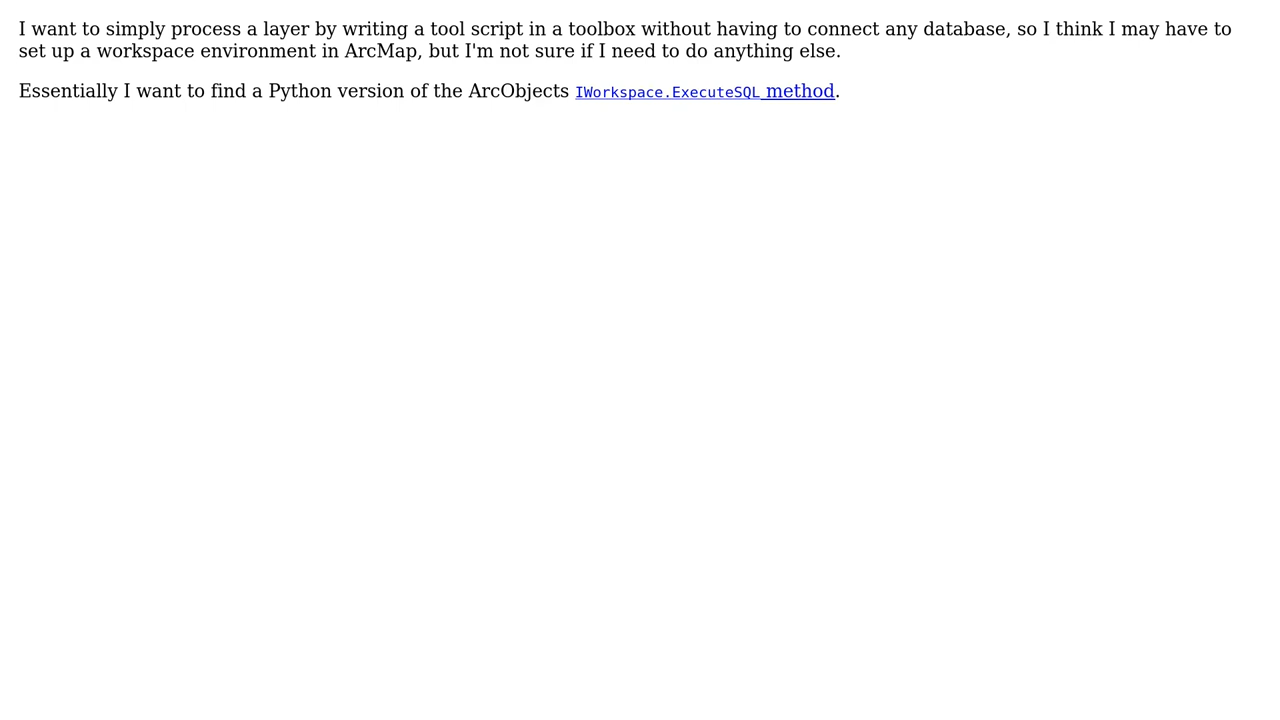 I want to simply process a layer by writing a tool script in a toolbox without having to connect any database, so I think I may have to
set up a workspace environment in ArcMap, but I'm not sure if I need to do anything else.
Essentially I want to find a Python version of the ArcObjects IWorkspace.ExecuteSQL method.